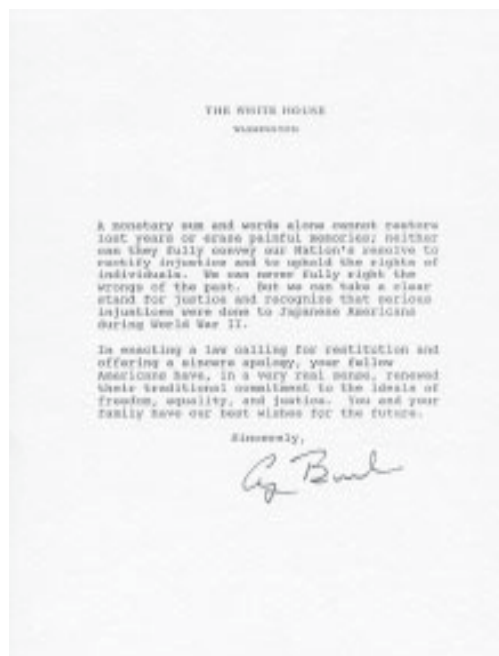 THE WHITE HOUSE
WASHINGTON
A monetary sum and words alone cannot restore
lost years or erase painful memories; neither
can they fully convey our Nation's resolve to
rectify injustice and to uphold the rights of
individuals. We can never fully right the
wrongs of the past. But we can take a clear
stand for justice and recognize that serious
injustices were done to Japanese Americans
during World War II.
In enacting a law calling for restitution and
offering a sincere apology, your fellow
Americans have, in a very real sense, renewed
their traditional commitment to the ideals of
freedom, equality, and justice. You and your
family have our best wishes for the future.
Sincerely,